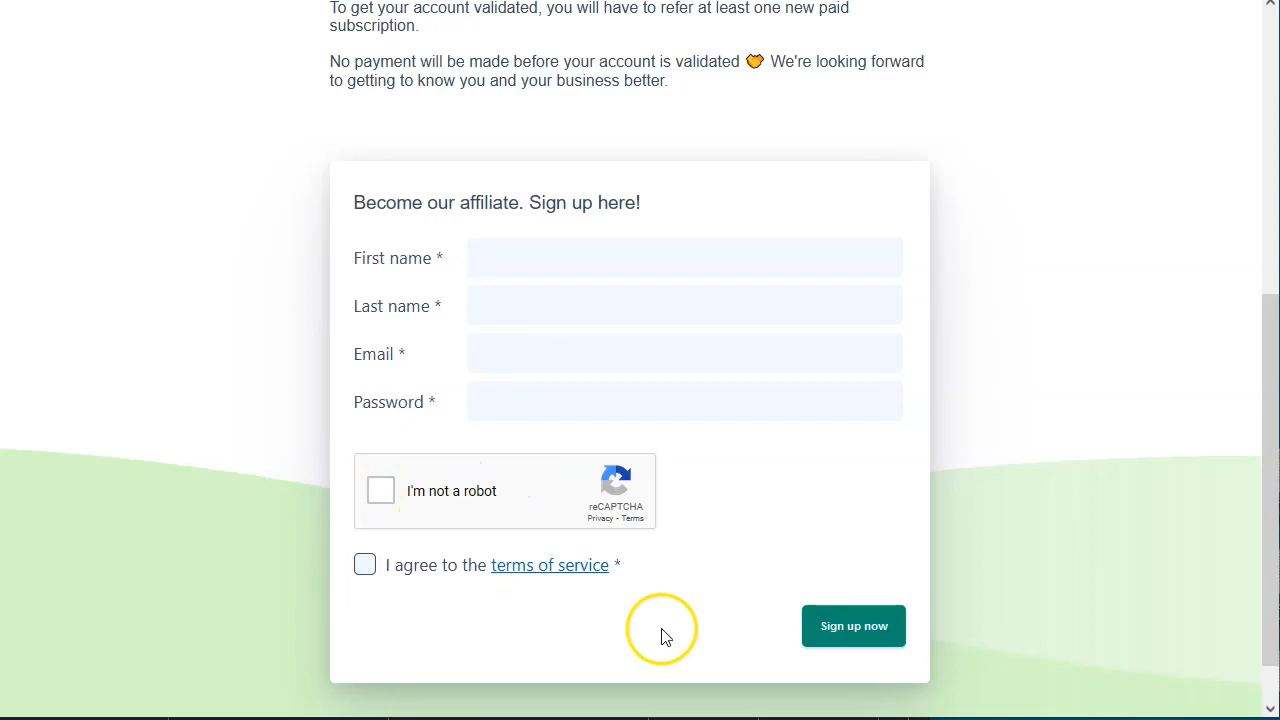 To get your account validated, you will have to refer at least one new paid
subscription.
No payment will be made before your account is validated 🧡 We're looking forward
to getting to know you and your business better.
Become our affiliate. Sign up here!
First name *
Last name *
Email *
Password *
I'm not a robot
reCAPTCHA
Privacy - Terms
I agree to the terms of service *
Sign up now